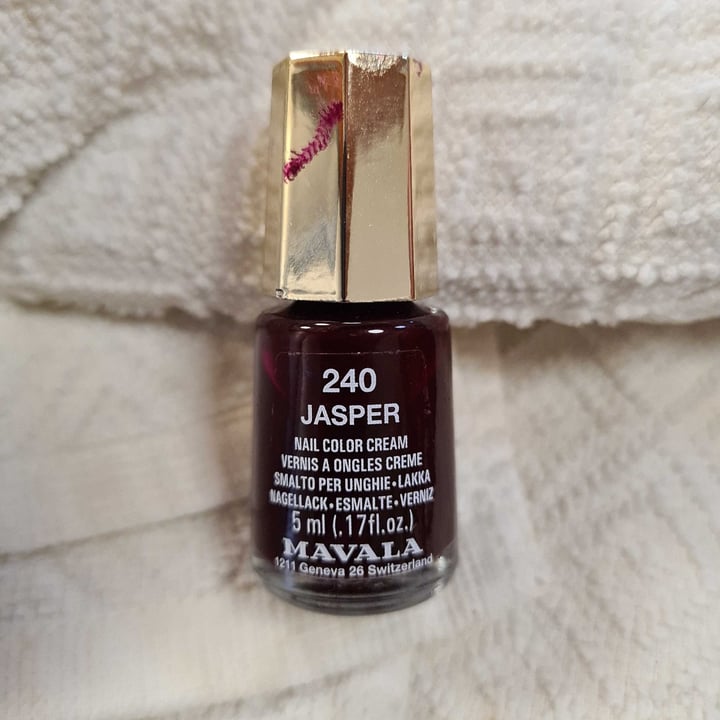 240
JASPER
NAIL COLOR CREAM
VERNIS A ONGLES CREME
SMALTO PER UNGHIE•LAKKA
NAGELLACK•ESMALTE•VERNIZ
5 ml (.17fl.oz.)
MAVALA
1211 Geneva 26 Switzerland